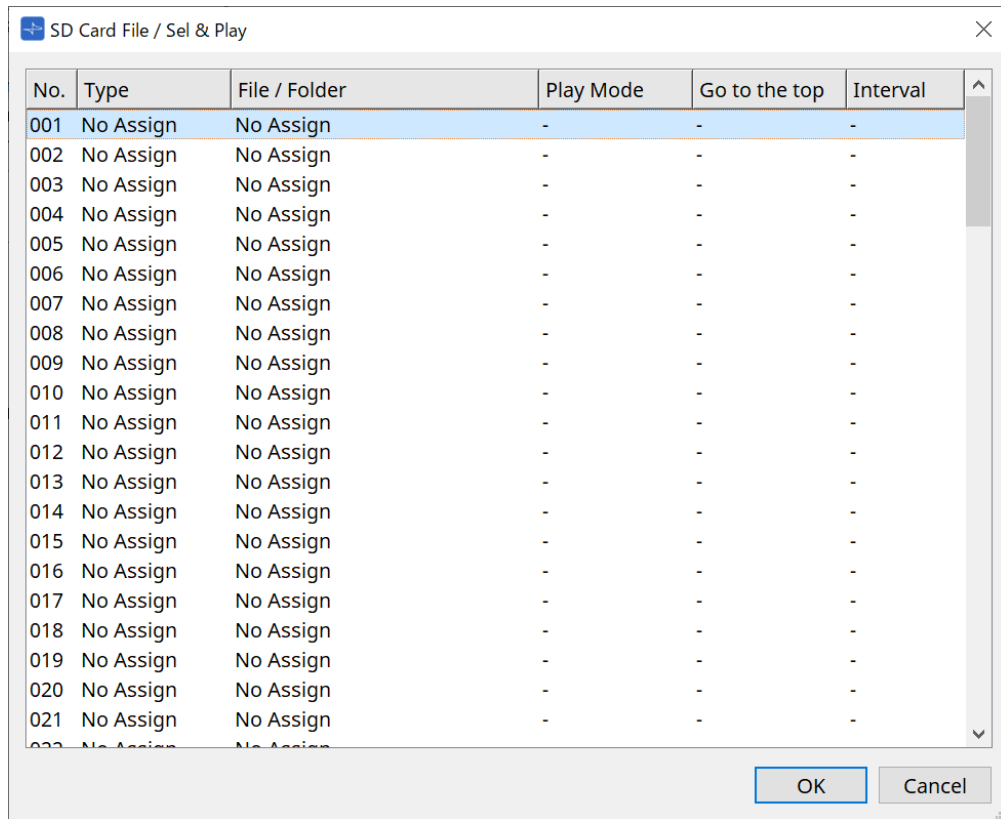 SD Card File / Sel & Play
No. Type File / Folder Play Mode Go to the top Interval
001 No Assign No Assign - - -
002 No Assign No Assign - - -
003 No Assign No Assign - - -
004 No Assign No Assign - - -
005 No Assign No Assign - - -
006 No Assign No Assign - - -
007 No Assign No Assign - - -
008 No Assign No Assign - - -
009 No Assign No Assign - - -
010 No Assign No Assign - - -
011 No Assign No Assign - - -
012 No Assign No Assign - - -
013 No Assign No Assign - - -
014 No Assign No Assign - - -
015 No Assign No Assign - - -
016 No Assign No Assign - - -
017 No Assign No Assign - - -
018 No Assign No Assign - - -
019 No Assign No Assign - - -
020 No Assign No Assign - - -
021 No Assign No Assign - - -
022 No Assign No Assign
OK Cancel